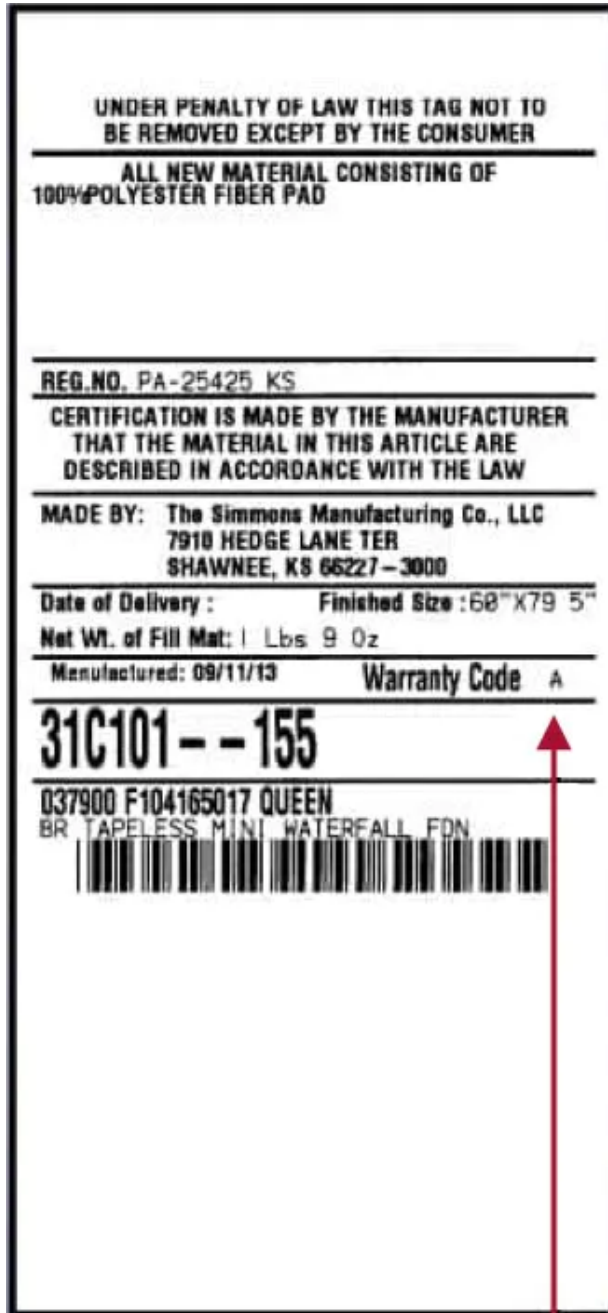 UNDER PENALTY OF LAW THIS TAG NOT TO
BE REMOVED EXCEPT BY THE CONSUMER
ALL NEW MATERIAL CONSISTING OF
100% POLYESTER FIBER PAD
REG.NO. PA-25425 KS
CERTIFICATION IS MADE BY THE MANUFACTURER
THAT THE MATERIAL IN THIS ARTICLE ARE
DESCRIBED IN ACCORDANCE WITH THE LAW
MADE BY: The Simmons Manufacturing Co., LLC
7910 HEDGE LANE TER
SHAWNEE, KS 66227-3000
Date of Delivery : Finished Size :60"X79 5"
Net Wt. of Fill Mat: 1 Lbs 9 Oz
Manufactured: 09/11/13 Warranty Code A
31C101--155
037900 F104165017 QUEEN
BR TAPELESS MINI WATERFALL FDN